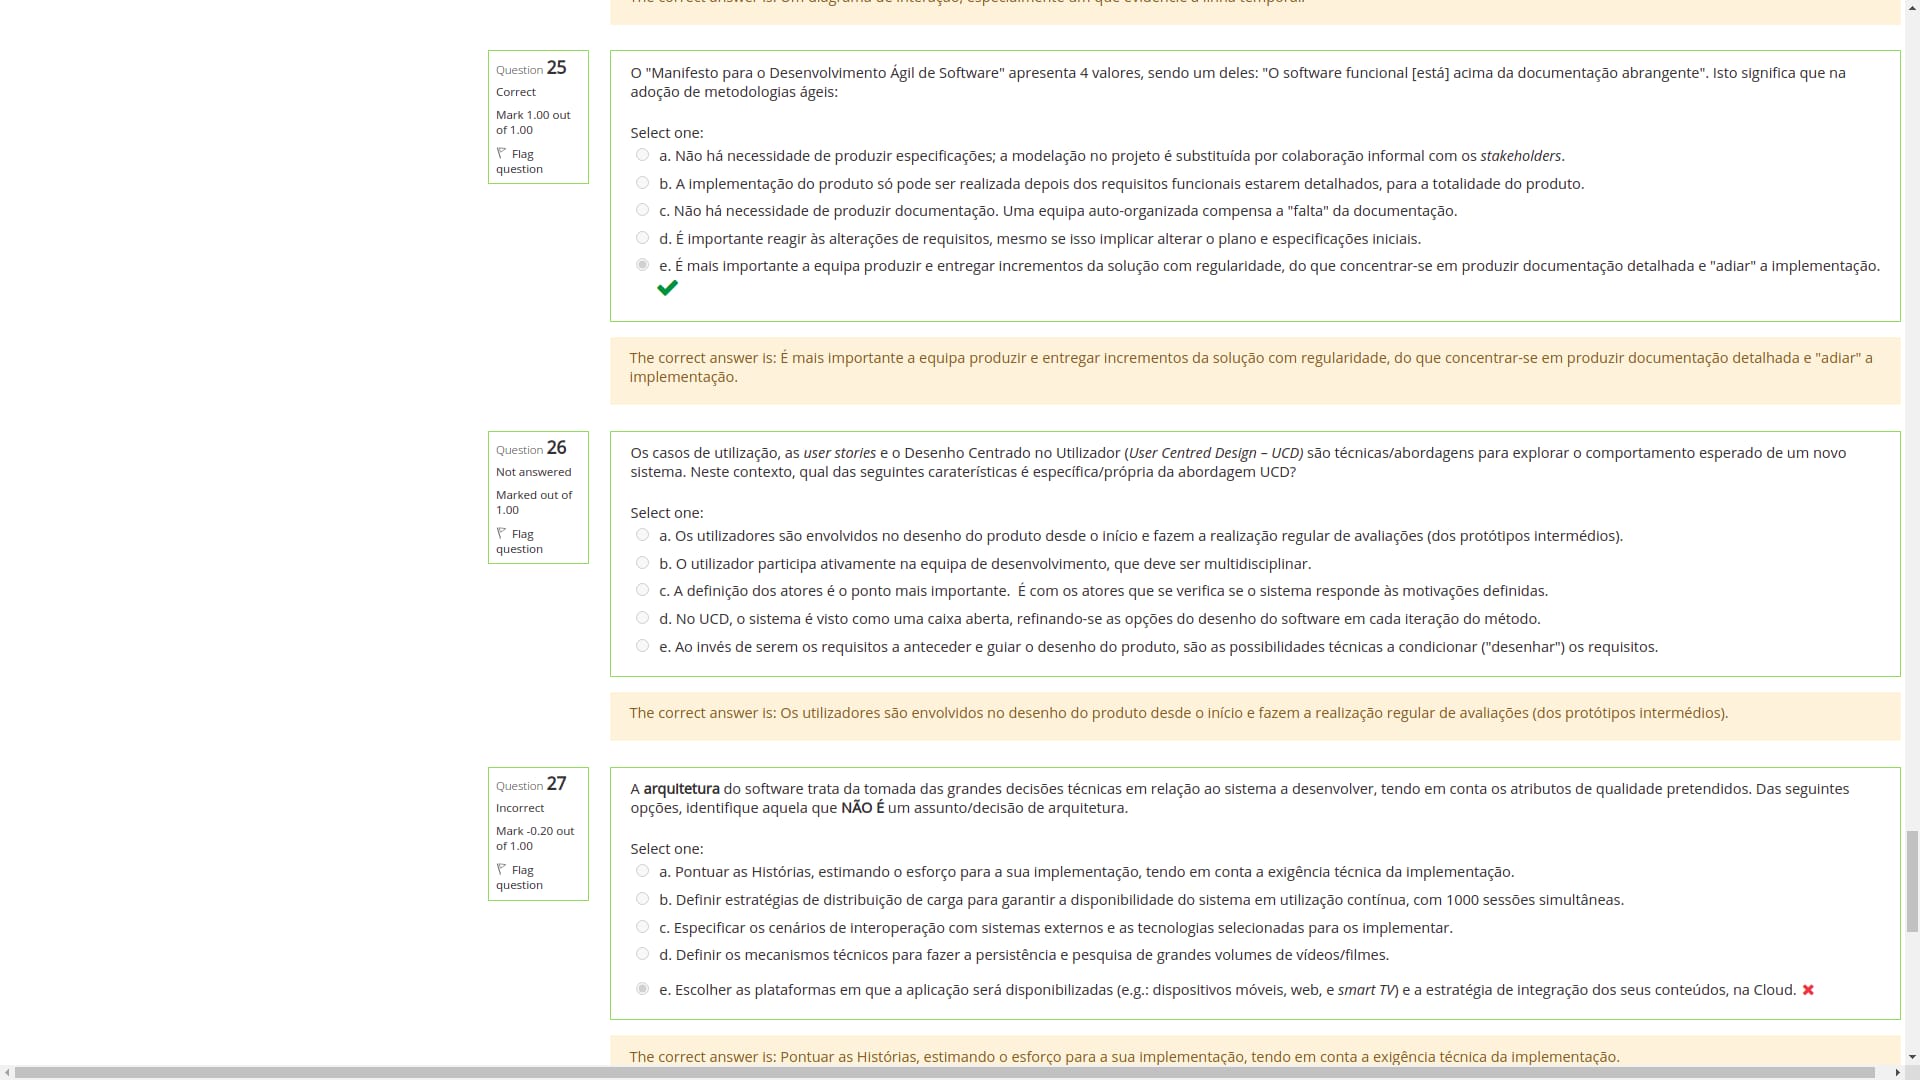 The correct answer is: Um diagrama de interação, especialmente um que evidencie a linha temporal.
Question 25
Correct
Mark 1.00 out
of 1.00
Flag
question
O "Manifesto para o Desenvolvimento Ágil de Software" apresenta 4 valores, sendo um deles: "O software funcional [está] acima da documentação abrangente". Isto significa que na
adoção de metodologias ágeis:
Select one:
a. Não há necessidade de produzir especificações; a modelação no projeto é substituída por colaboração informal com os stakeholders.
b. A implementação do produto só pode ser realizada depois dos requisitos funcionais estarem detalhados, para a totalidade do produto.
c. Não há necessidade de produzir documentação. Uma equipa auto-organizada compensa a "falta" da documentação.
d. É importante reagir às alterações de requisitos, mesmo se isso implicar alterar o plano e especificações iniciais.
e. É mais importante a equipa produzir e entregar incrementos da solução com regularidade, do que concentrar-se em produzir documentação detalhada e "adiar" a implementação.
The correct answer is: É mais importante a equipa produzir e entregar incrementos da solução com regularidade, do que concentrar-se em produzir documentação detalhada e "adiar" a
implementação.
Question 26
Not answered
Marked out of
1.00
Flag
question
Os casos de utilização, as user stories e o Desenho Centrado no Utilizador (User Centred Design – UCD) são técnicas/abordagens para explorar o comportamento esperado de um novo
sistema. Neste contexto, qual das seguintes caraterísticas é específica/própria da abordagem UCD?
Select one:
a. Os utilizadores são envolvidos no desenho do produto desde o início e fazem a realização regular de avaliações (dos protótipos intermédios).
b. O utilizador participa ativamente na equipa de desenvolvimento, que deve ser multidisciplinar.
c. A definição dos atores é o ponto mais importante.  É com os atores que se verifica se o sistema responde às motivações definidas.
d. No UCD, o sistema é visto como uma caixa aberta, refinando-se as opções do desenho do software em cada iteração do método.
e. Ao invés de serem os requisitos a anteceder e guiar o desenho do produto, são as possibilidades técnicas a condicionar ("desenhar") os requisitos.
The correct answer is: Os utilizadores são envolvidos no desenho do produto desde o início e fazem a realização regular de avaliações (dos protótipos intermédios).
Question 27
Incorrect
Mark -0.20 out
of 1.00
Flag
question
A arquitetura do software trata da tomada das grandes decisões técnicas em relação ao sistema a desenvolver, tendo em conta os atributos de qualidade pretendidos. Das seguintes
opções, identifique aquela que NÃO É um assunto/decisão de arquitetura.
Select one:
a. Pontuar as Histórias, estimando o esforço para a sua implementação, tendo em conta a exigência técnica da implementação.
b. Definir estratégias de distribuição de carga para garantir a disponibilidade do sistema em utilização contínua, com 1000 sessões simultâneas.
c. Especificar os cenários de interoperação com sistemas externos e as tecnologias selecionadas para os implementar.
d. Definir os mecanismos técnicos para fazer a persistência e pesquisa de grandes volumes de vídeos/filmes.
e. Escolher as plataformas em que a aplicação será disponibilizadas (e.g.: dispositivos móveis, web, e smart TV) e a estratégia de integração dos seus conteúdos, na Cloud.
The correct answer is: Pontuar as Histórias, estimando o esforço para a sua implementação, tendo em conta a exigência técnica da implementação.